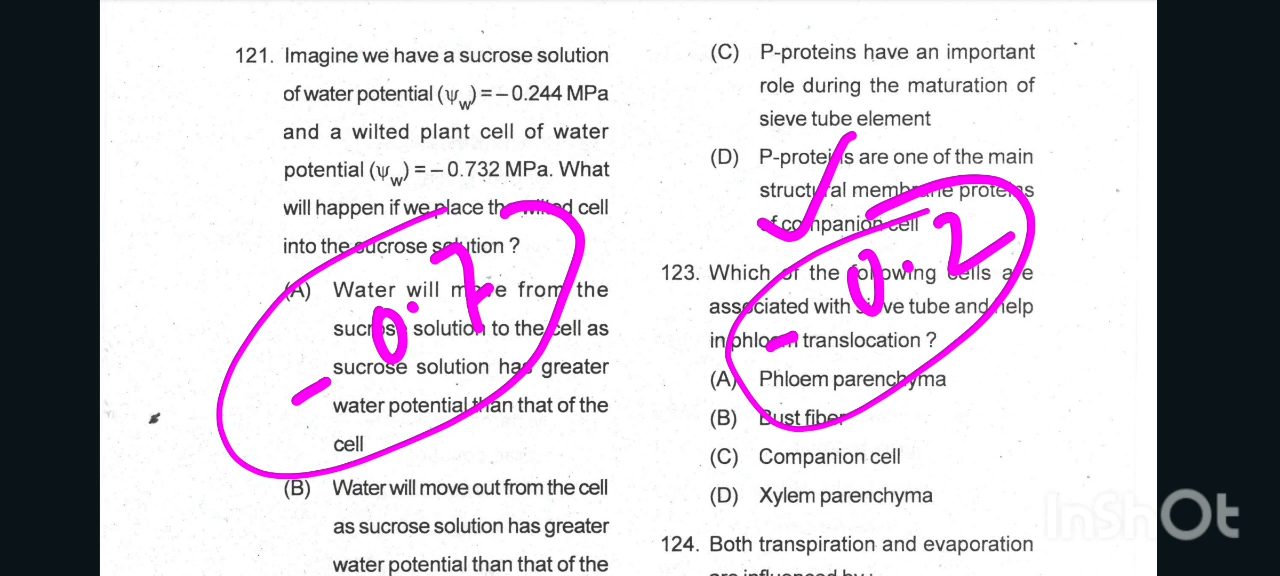 121. Imagine we have a sucrose solution
of water potential (ψw) = – 0.244 MPa
and a wilted plant cell of water
potential (ψw) = – 0.732 MPa. What
will happen if we place the wilted cell
into the sucrose solution ?
(A) Water will move from the
sucrose solution to the cell as
sucrose solution has greater
water potential than that of the
cell
(B) Water will move out from the cell
as sucrose solution has greater
water potential than of the
- 0.7
(C) P-proteins have an important
role during the maturation of
sieve tube element
(D) P-proteins are one of the main
structural membrane proteins
of companion cell
123. Which of the following cells are
associated with sieve tube and help
in phloem translocation ?
(A) Phloem parenchyma
(B) Bust fiber
(C) Companion cell
(D) Xylem parenchyma
124. Both transpiration and evaporation
are influenced by :
- 0.2
InShOt